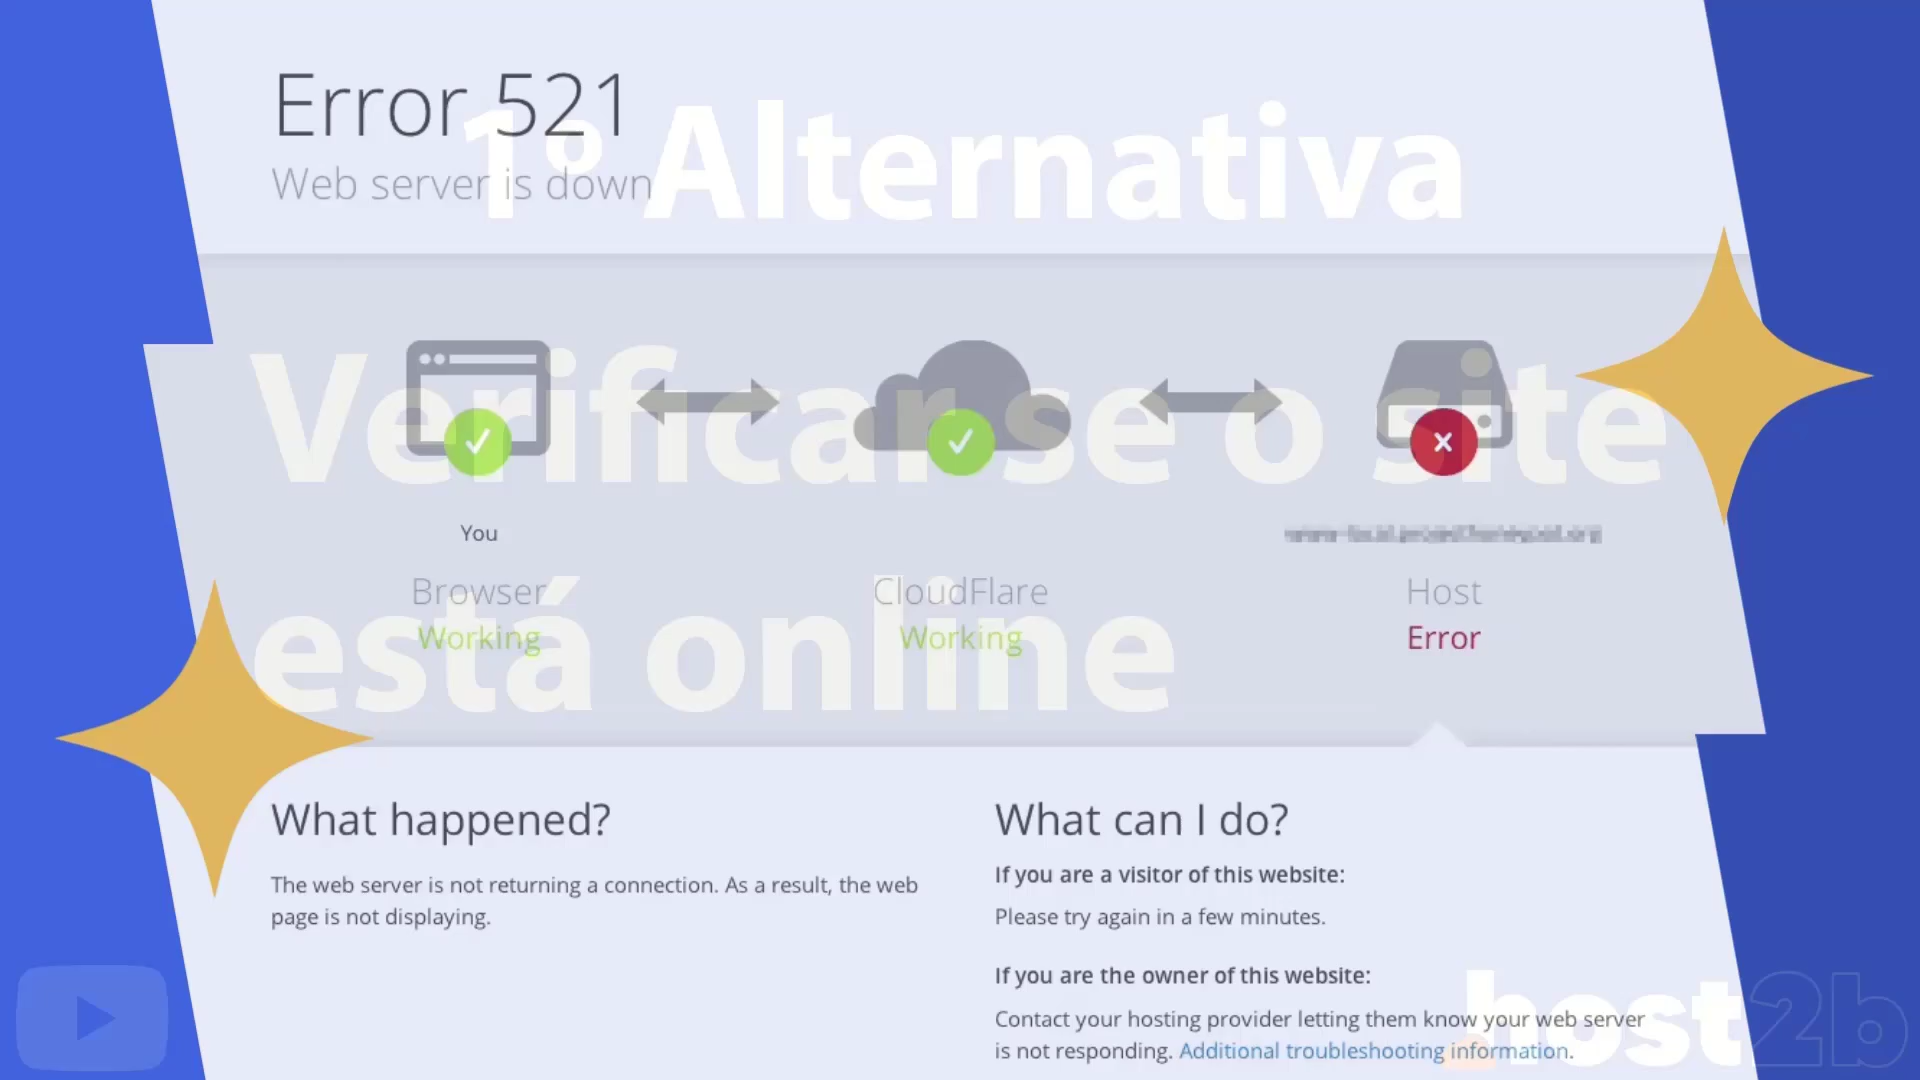 Error 521
1º Alternativa
Web server is down
Verificar se o site
está online
You
Browser
Working
CloudFlare
Working
Host
Error
What happened?
The web server is not returning a connection. As a result, the web
page is not displaying.
What can I do?
If you are a visitor of this website:
Please try again in a few minutes.
If you are the owner of this website:
Contact your hosting provider letting them know your web server
is not responding. Additional troubleshooting information.
host2b